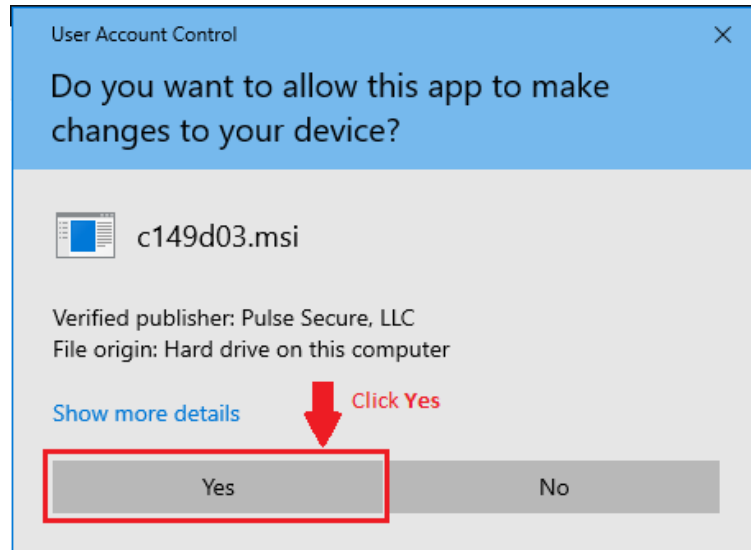 User Account Control
Do you want to allow this app to make
changes to your device?
c149d03.msi
Verified publisher: Pulse Secure, LLC
File origin: Hard drive on this computer
Show more details
Click Yes
Yes
No